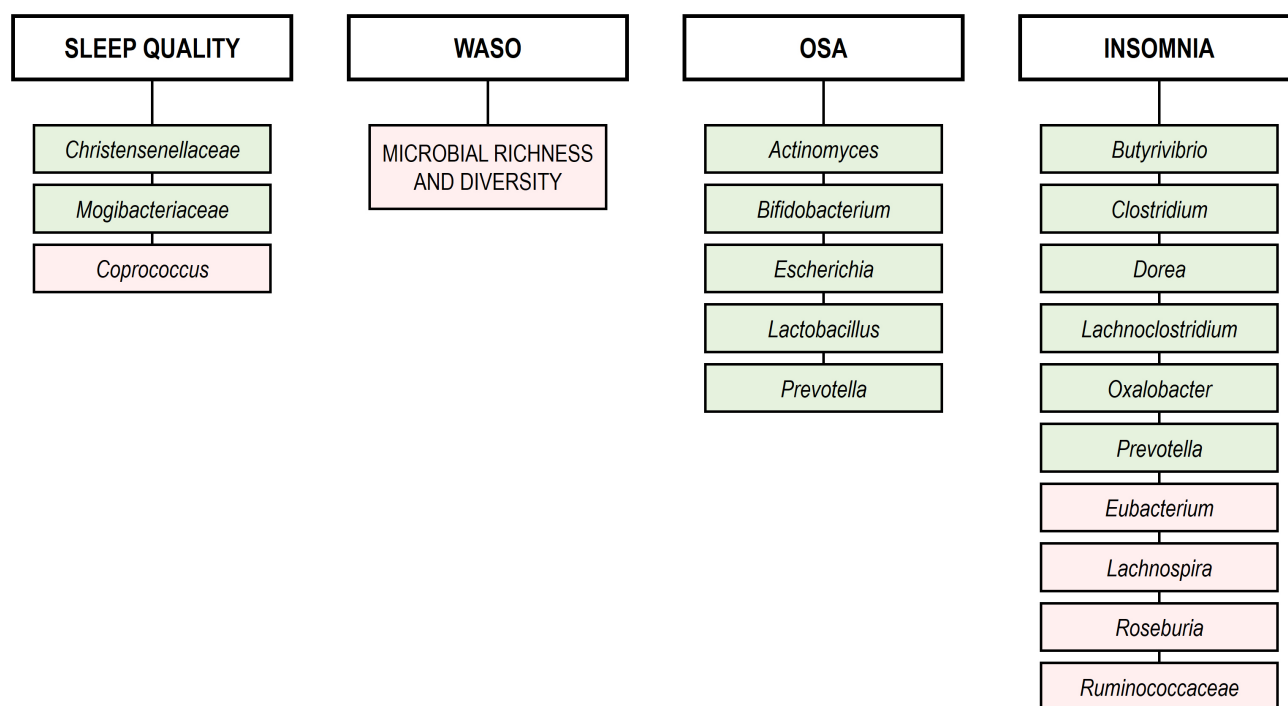 SLEEP QUALITY
Christensenellaceae
Mogibacteriaceae
Coprococcus
WASO
MICROBIAL RICHNESS
AND DIVERSITY
OSA
Actinomyces
Bifidobacterium
Escherichia
Lactobacillus
Prevotella
INSOMNIA
Butyrivibrio
Clostridium
Dorea
Lachnoclostridium
Oxalobacter
Prevotella
Eubacterium
Lachnospira
Roseburia
Ruminococcaceae